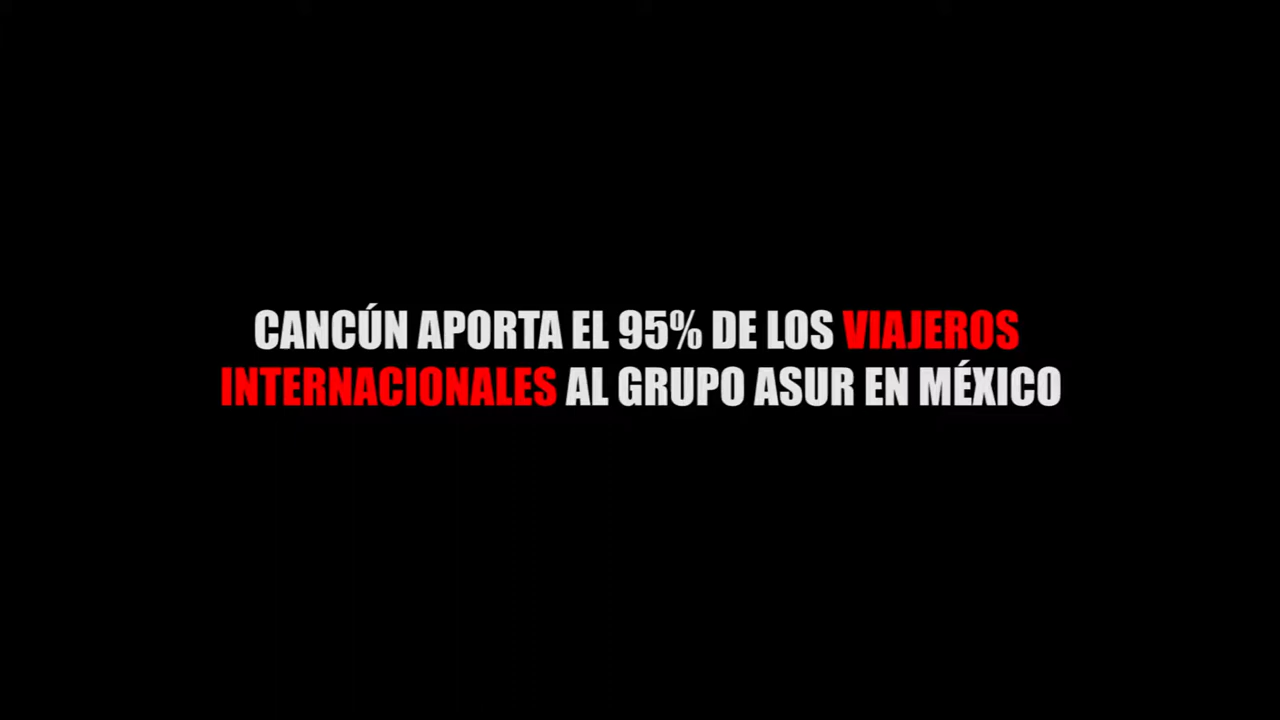 CANCÚN APORTA EL 95% DE LOS VIAJEROS
INTERNACIONALES AL GRUPO ASUR EN MÉXICO